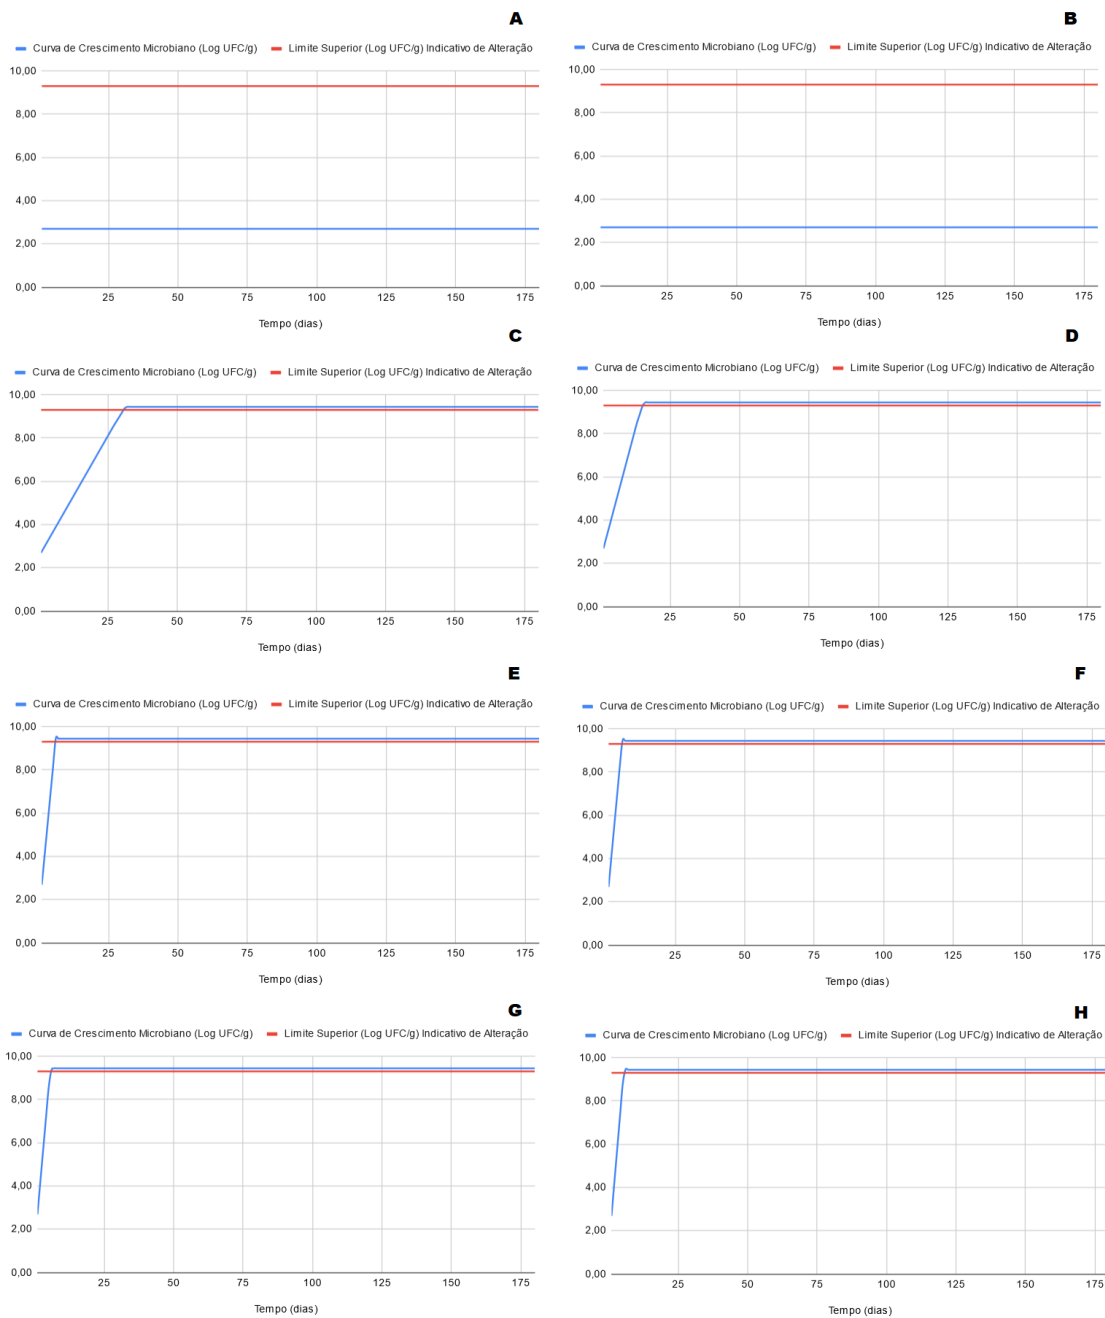 A
Curva de Crescimento Microbiano (Log UFC/g) Limite Superior (Log UFC/g) Indicativo de Alteração
10,00
8,00
6,00
4,00
2,00
0,00
25 50 75 100 125 150 175
Tempo (dias)
B
Curva de Crescimento Microbiano (Log UFC/g) Limite Superior (Log UFC/g) Indicativo de Alteração
10,00
8,00
6,00
4,00
2,00
0,00
25 50 75 100 125 150 175
Tempo (dias)
C
Curva de Crescimento Microbiano (Log UFC/g) Limite Superior (Log UFC/g) Indicativo de Alteração
10,00
8,00
6,00
4,00
2,00
0,00
25 50 75 100 125 150 175
Tempo (dias)
D
Curva de Crescimento Microbiano (Log UFC/g) Limite Superior (Log UFC/g) Indicativo de Alteração
10,00
8,00
6,00
4,00
2,00
0,00
25 50 75 100 125 150 175
Tempo (dias)
E
Curva de Crescimento Microbiano (Log UFC/g) Limite Superior (Log UFC/g) Indicativo de Alteração
10,00
8,00
6,00
4,00
2,00
0,00
25 50 75 100 125 150 175
Tempo (dias)
F
Curva de Crescimento Microbiano (Log UFC/g) Limite Superior (Log UFC/g) Indicativo de Alteração
10,00
8,00
6,00
4,00
2,00
0,00
25 50 75 100 125 150 175
Tempo (dias)
G
Curva de Crescimento Microbiano (Log UFC/g) Limite Superior (Log UFC/g) Indicativo de Alteração
10,00
8,00
6,00
4,00
2,00
0,00
25 50 75 100 125 150 175
Tempo (dias)
H
Curva de Crescimento Microbiano (Log UFC/g) Limite Superior (Log UFC/g) Indicativo de Alteração
10,00
8,00
6,00
4,00
2,00
0,00
25 50 75 100 125 150 175
Tempo (dias)